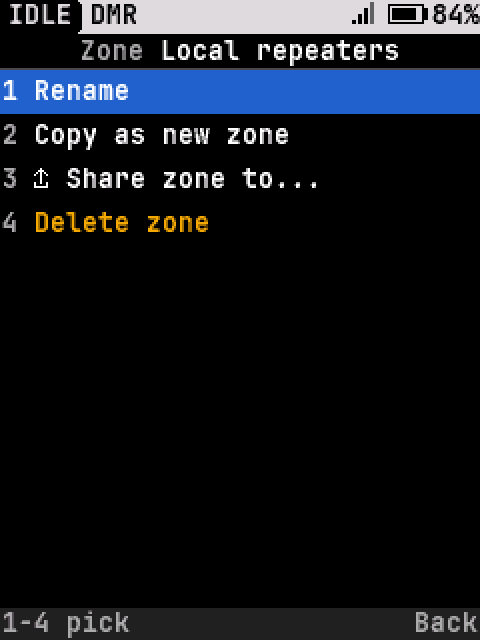 IDLE DMR 84%
Zone Local repeaters
1 Rename
2 Copy as new zone
3 Share zone to...
4 Delete zone
1-4 pick Back